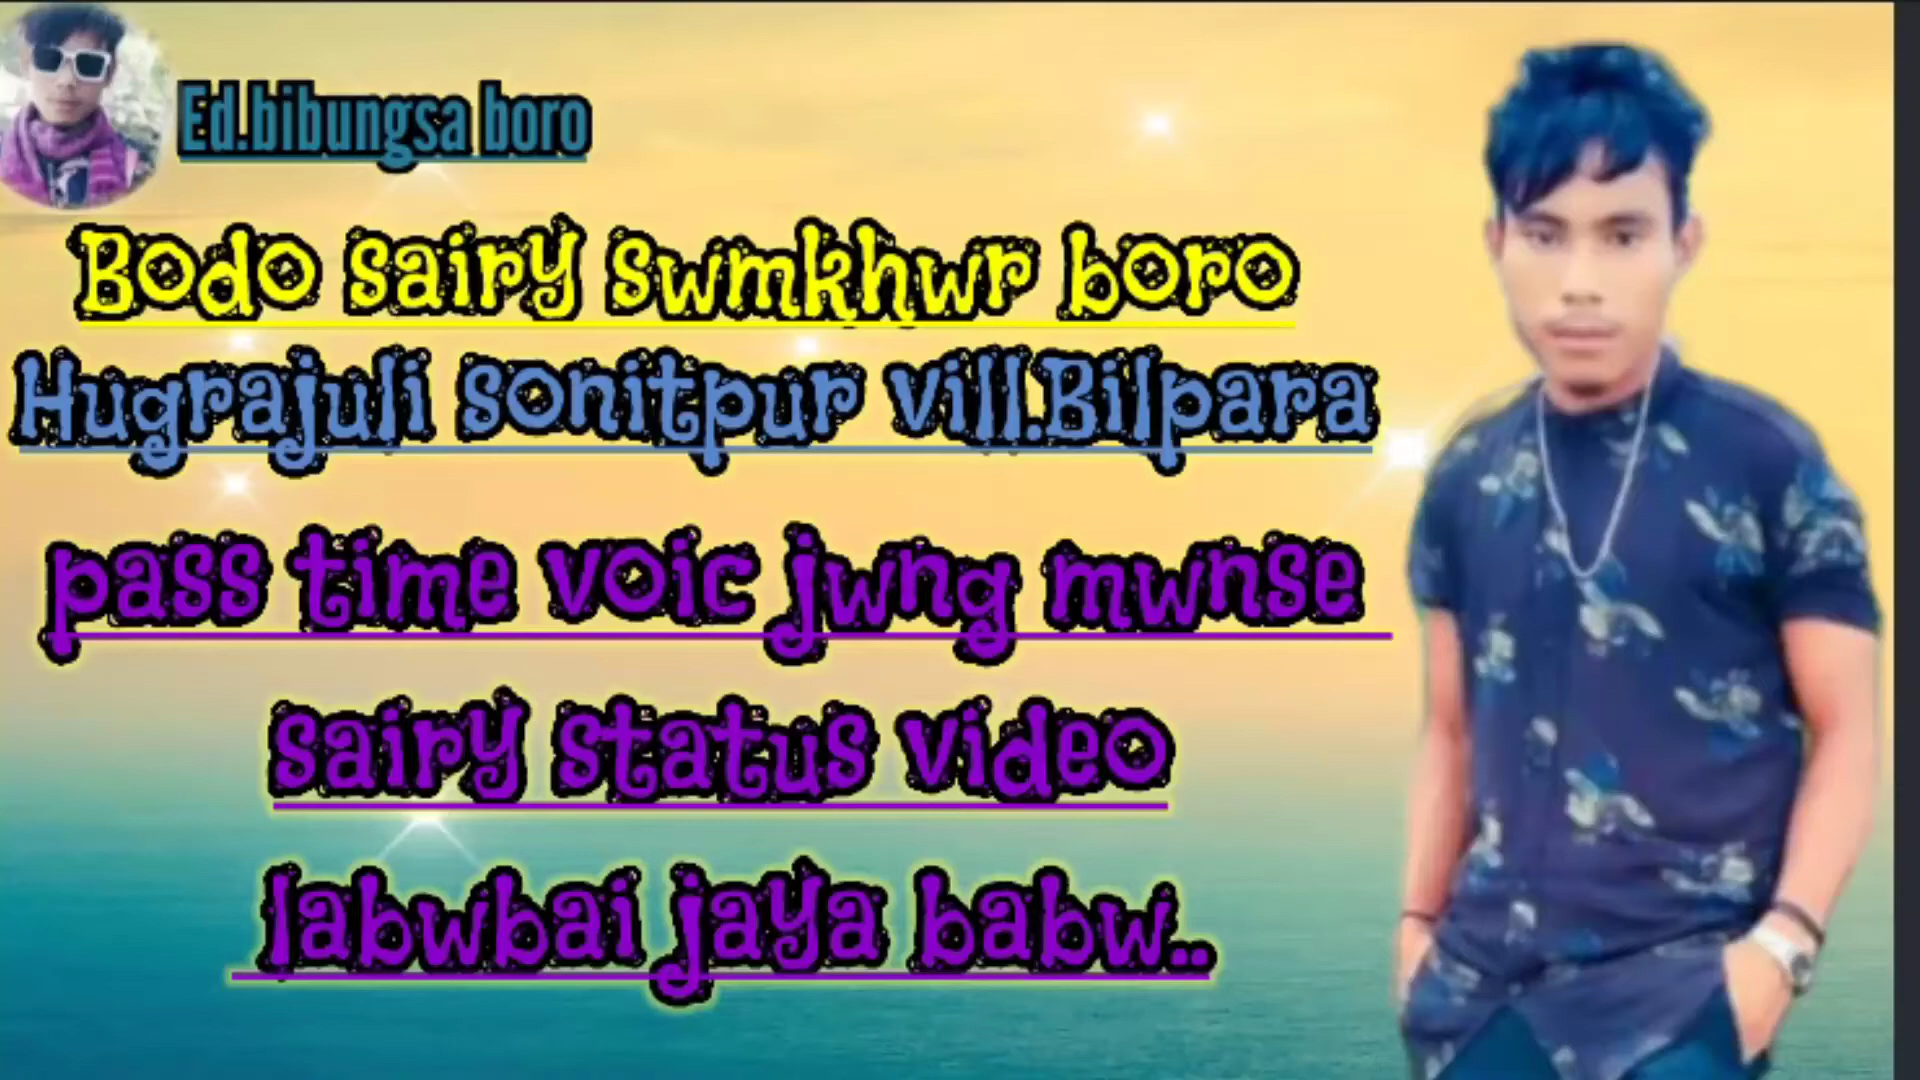 Ed.bibungsa boro
Bodo sairy swmkhwr boro
Hugrajuli sonitpur vill.Bilpara
pass time voic jwng mwnse
sairy status video
labwbai jaya babw..